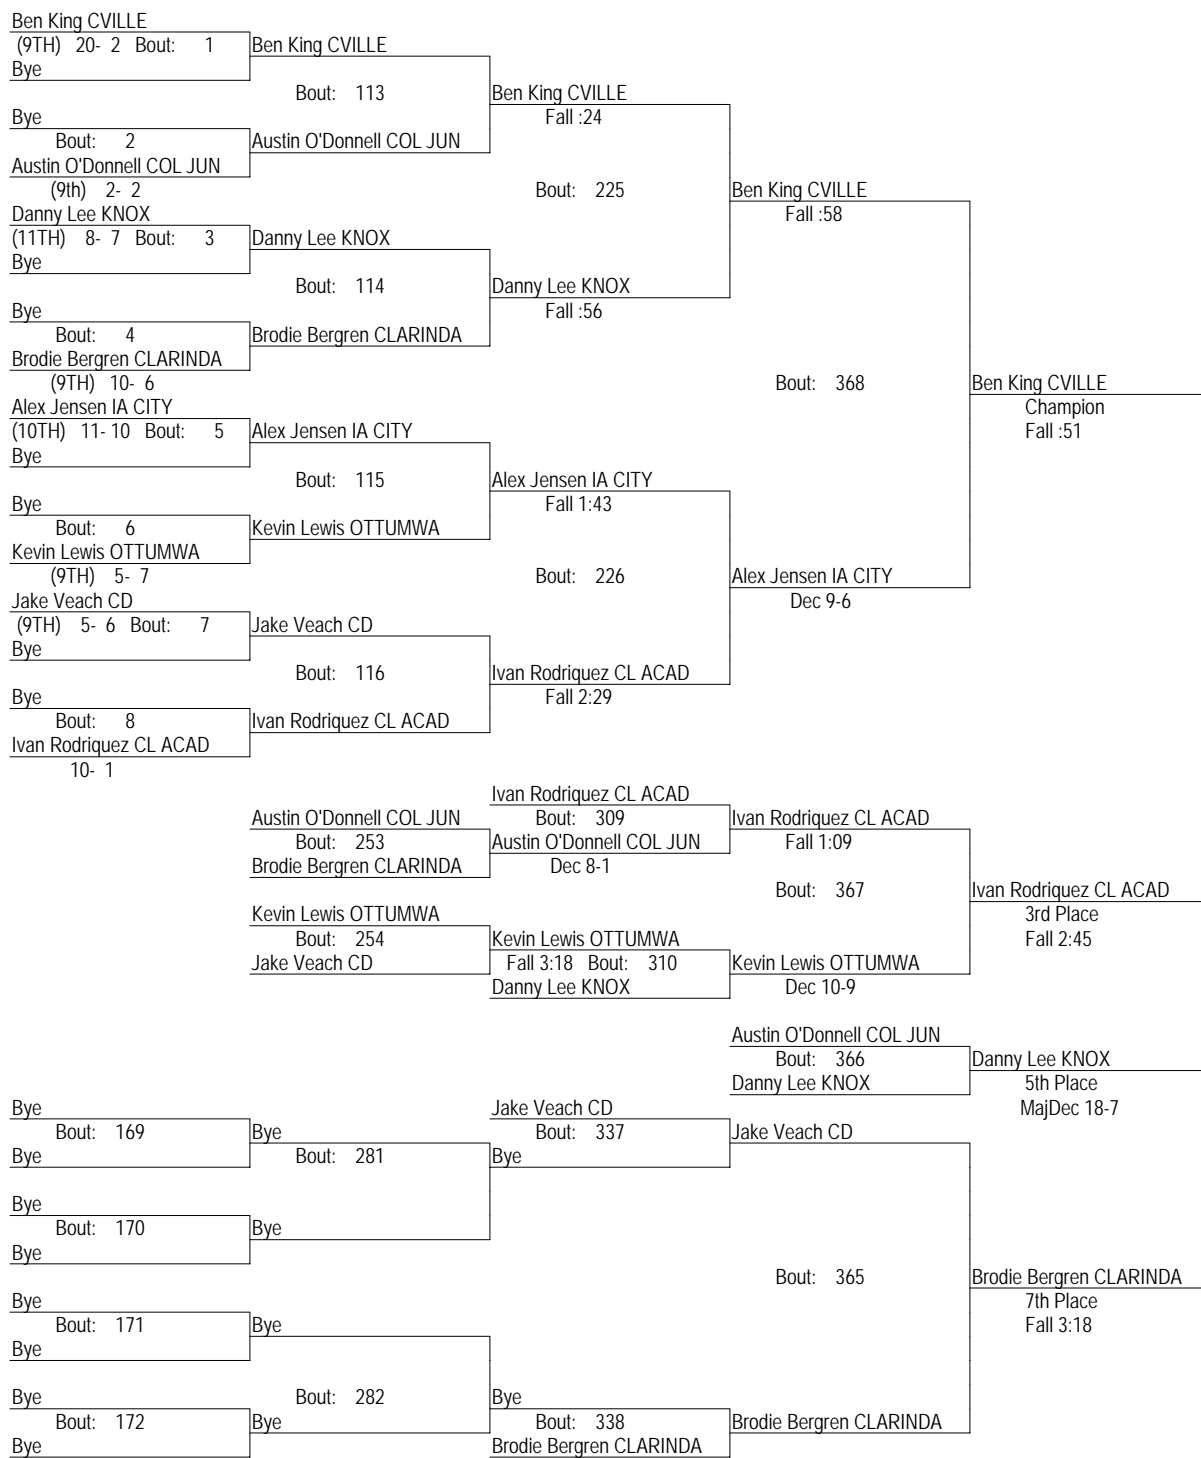 Ben King CVILLE
(9TH) 20- 2 Bout: 1 Ben King CVILLE
Bye
Bout: 113 Ben King CVILLE
Bye Fall :24
Bout: 2 Austin O'Donnell COL JUN
Austin O'Donnell COL JUN
(9th) 2- 2 Bout: 225 Ben King CVILLE
Danny Lee KNOX Fall :58
(11TH) 8- 7 Bout: 3 Danny Lee KNOX
Bye
Bout: 114 Danny Lee KNOX
Bye Fall :56
Bout: 4 Brodie Bergren CLARINDA
Brodie Bergren CLARINDA
(9TH) 10- 6 Bout: 368 Ben King CVILLE
Alex Jensen IA CITY Champion
(10TH) 11- 10 Bout: 5 Alex Jensen IA CITY Fall :51
Bye
Bout: 115 Alex Jensen IA CITY
Bye Fall 1:43
Bout: 6 Kevin Lewis OTTUMWA
Kevin Lewis OTTUMWA
(9TH) 5- 7 Bout: 226 Alex Jensen IA CITY
Jake Veach CD Dec 9-6
(9TH) 5- 6 Bout: 7 Jake Veach CD
Bye
Bout: 116 Ivan Rodriquez CL ACAD
Bye Fall 2:29
Bout: 8 Ivan Rodriquez CL ACAD
Ivan Rodriquez CL ACAD
10- 1
Ivan Rodriquez CL ACAD
Austin O'Donnell COL JUN Bout: 309 Ivan Rodriquez CL ACAD
Bout: 253 Austin O'Donnell COL JUN Fall 1:09
Brodie Bergren CLARINDA Dec 8-1
Bout: 367 Ivan Rodriquez CL ACAD
Kevin Lewis OTTUMWA 3rd Place
Bout: 254 Kevin Lewis OTTUMWA Fall 2:45
Jake Veach CD Fall 3:18 Bout: 310 Kevin Lewis OTTUMWA
Danny Lee KNOX Dec 10-9
Austin O'Donnell COL JUN
Bout: 366 Danny Lee KNOX
Danny Lee KNOX 5th Place
Bye Jake Veach CD MajDec 18-7
Bout: 169 Bye Bout: 337 Jake Veach CD
Bye Bout: 281 Bye
Bye
Bout: 170 Bye
Bye
Bout: 365 Brodie Bergren CLARINDA
Bye 7th Place
Bout: 171 Bye Fall 3:18
Bye
Bye Bout: 282 Bye
Bout: 172 Bye Bout: 338 Brodie Bergren CLARINDA
Bye Brodie Bergren CLARINDA